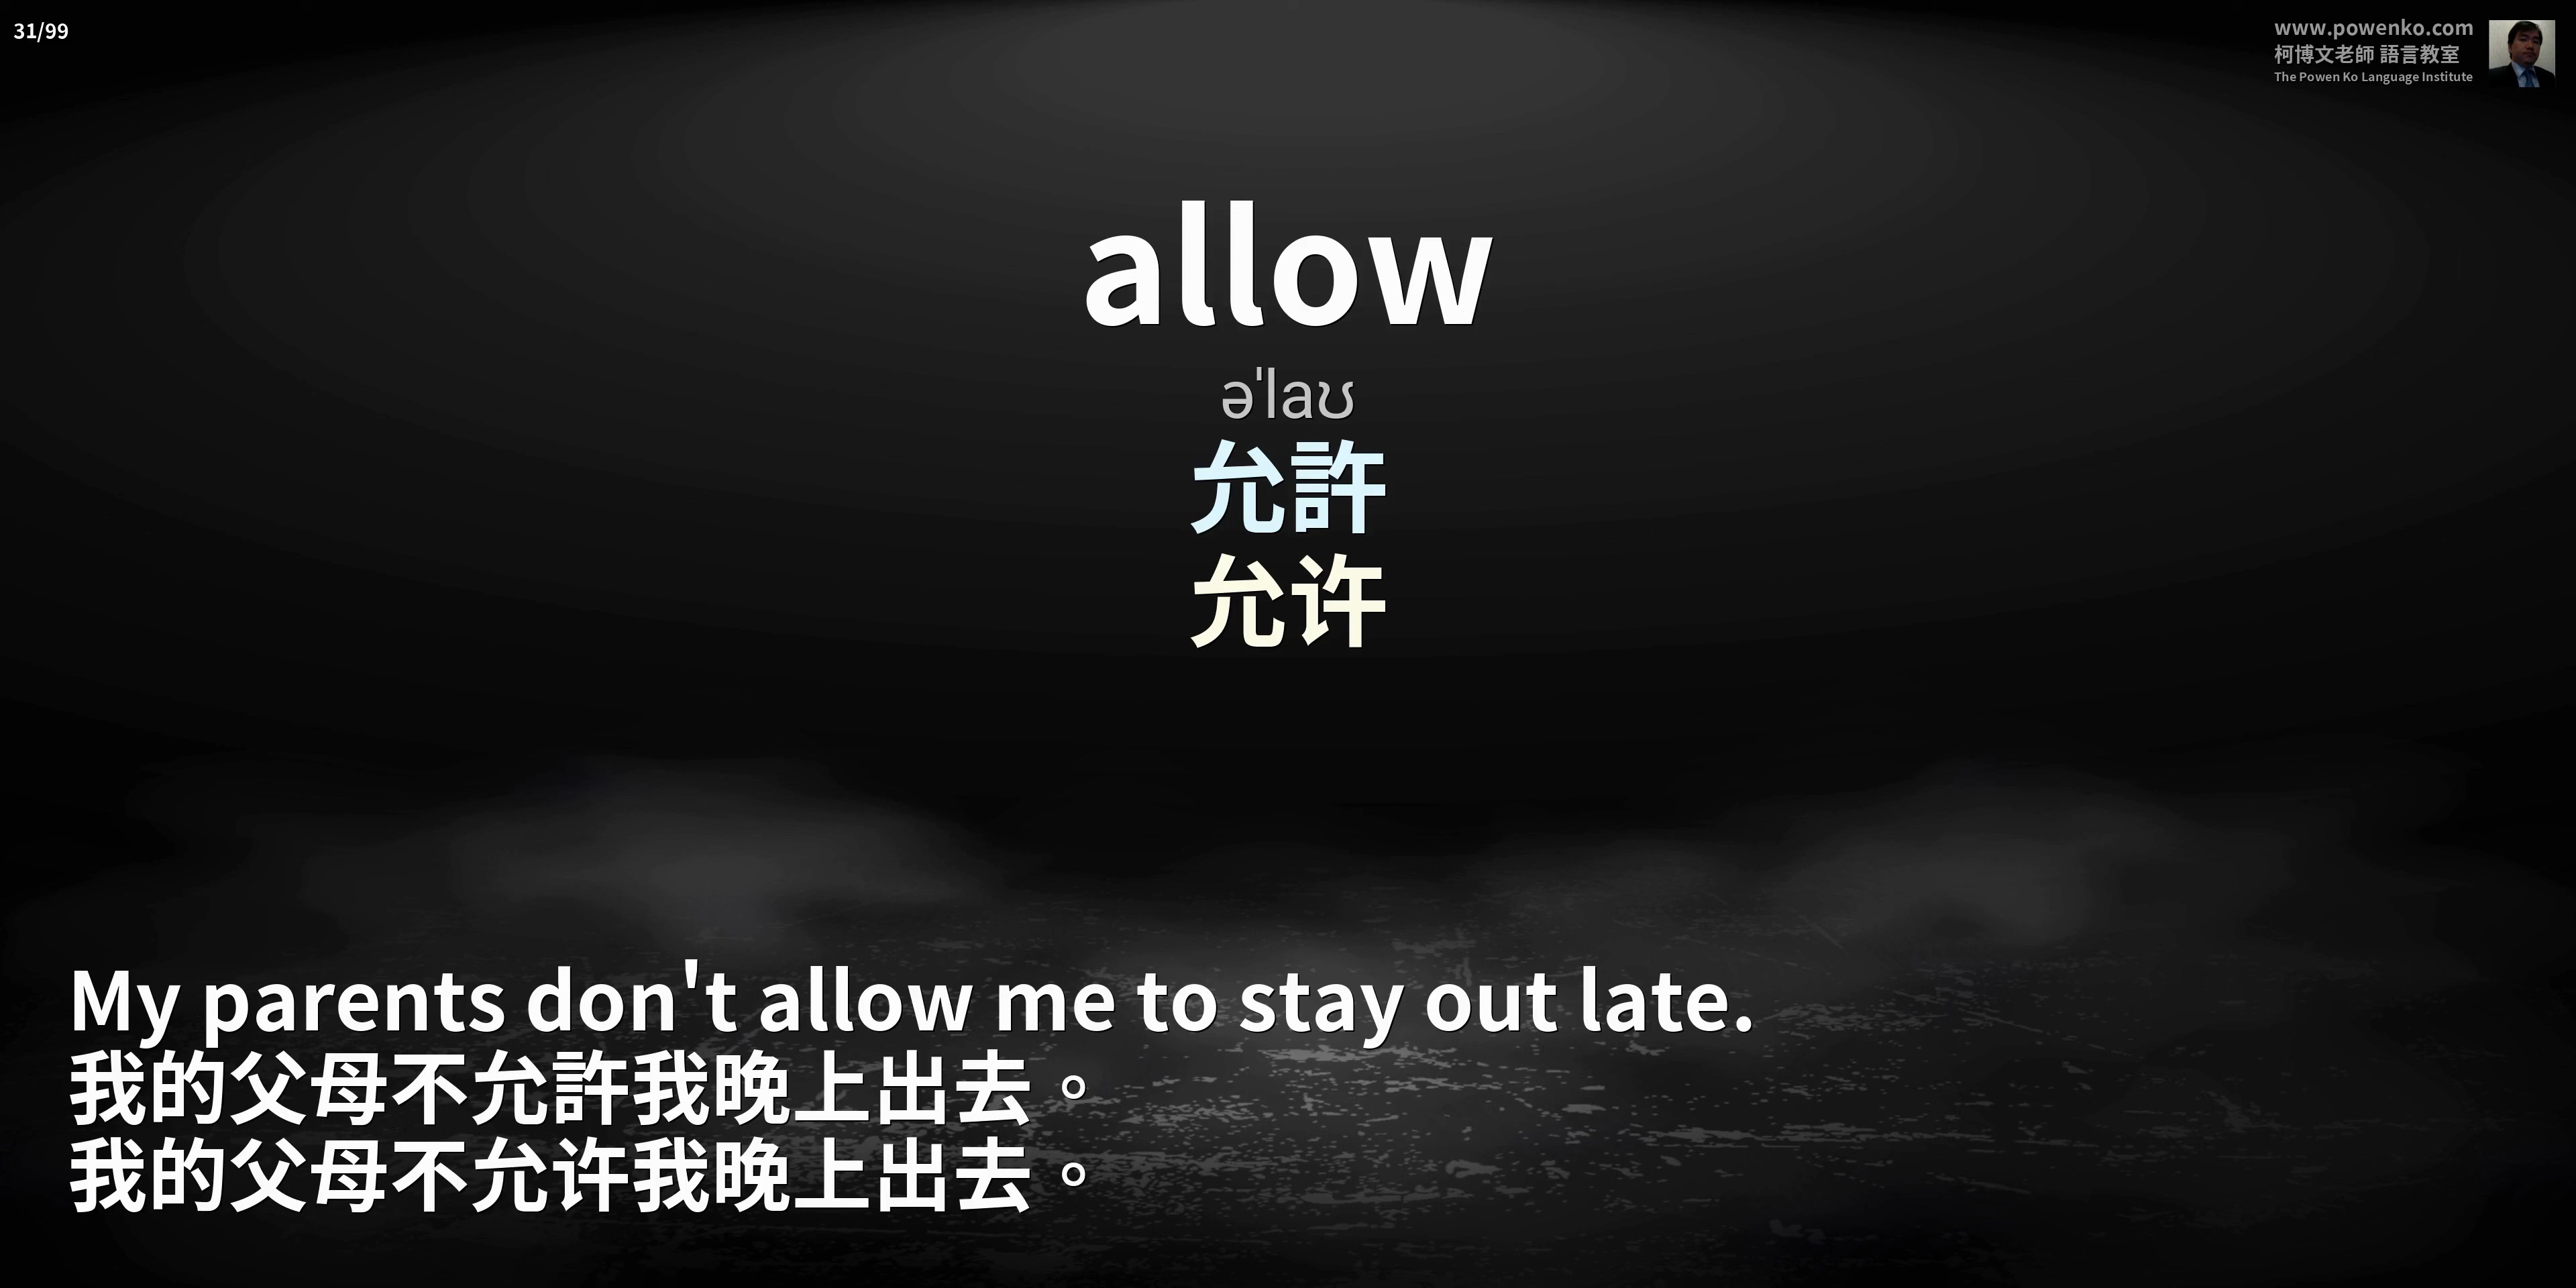 31/99
www.powenko.com
柯博文老師 語言教室
The Powen Ko Language Institute
allow
əˈlaʊ
允許
允许
My parents don't allow me to stay out late.
我的父母不允許我晚上出去。
我的父母不允许我晚上出去。